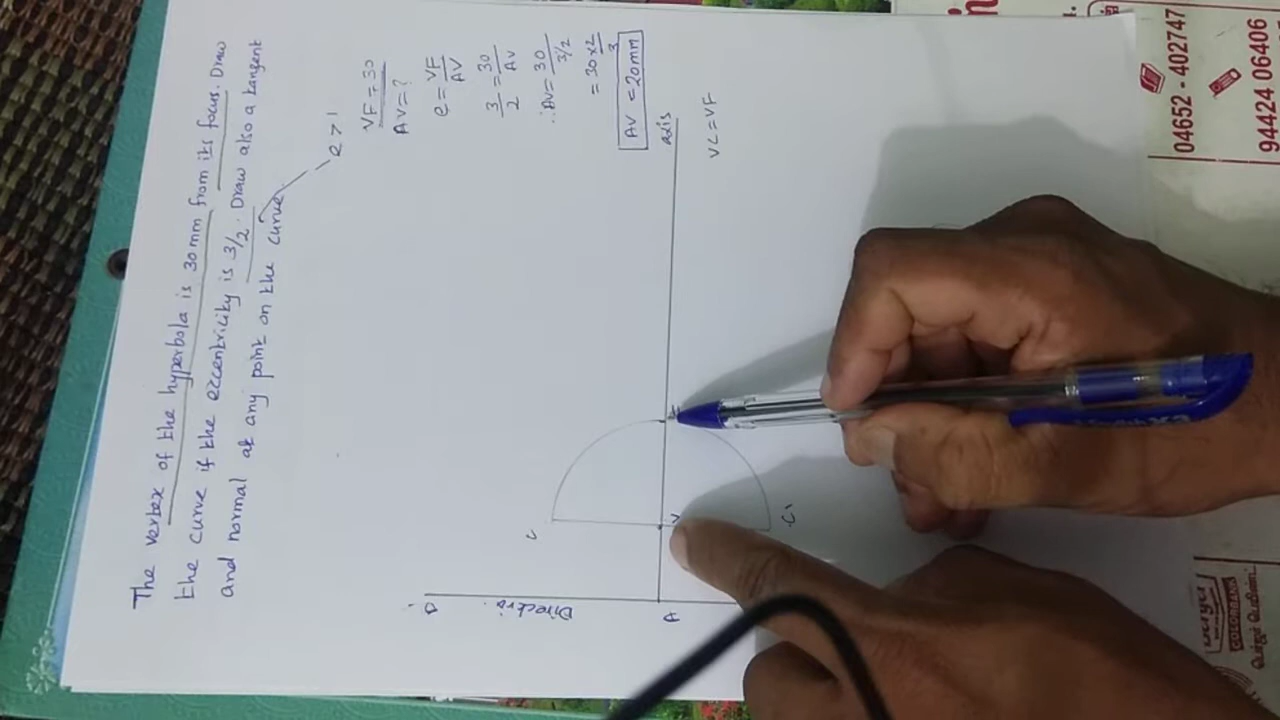 The vertex of the hyperbola is 30mm from its focus. Draw
the curve if the eccentricity is 3/2. Draw also a tangent
and normal at any point on the curve
e > 1
VF = 30
AV = ?
e = VF/AV
3/2 = 30/AV
∴ AV = 30/3/2
= 30 x 2/3
AV = 20mm
axis
VC = VF
C
V
C1
D
Directrix
A
04652 - 402747
94424 06406
COLORBAND